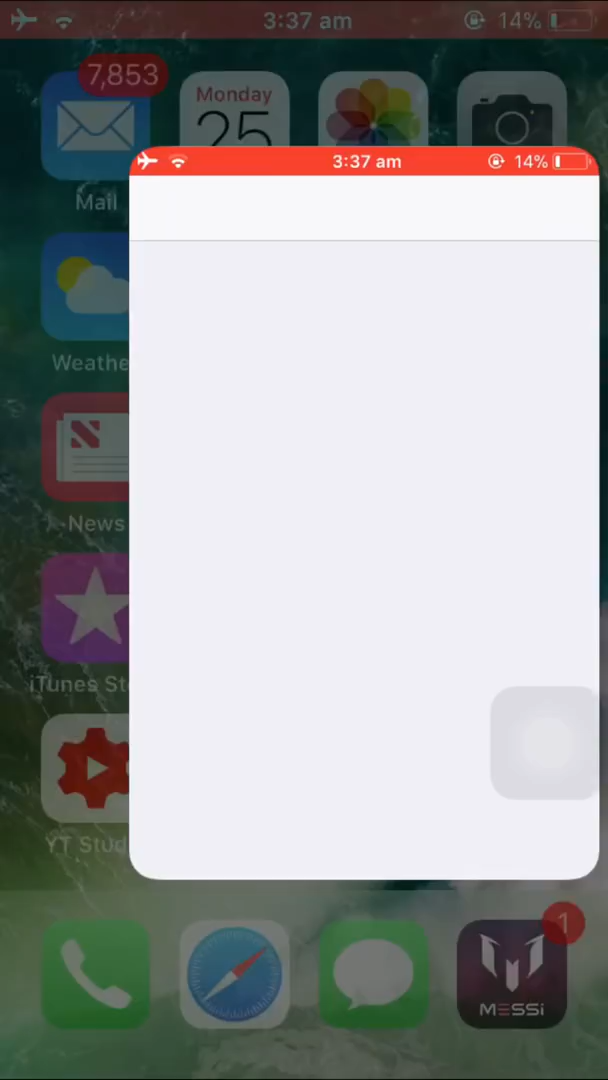 3:37 am 14%
7,853
Monday
25
3:37 am 14%
Mail
Weathe
News
iTunes St
YT Stud
1
MESSi